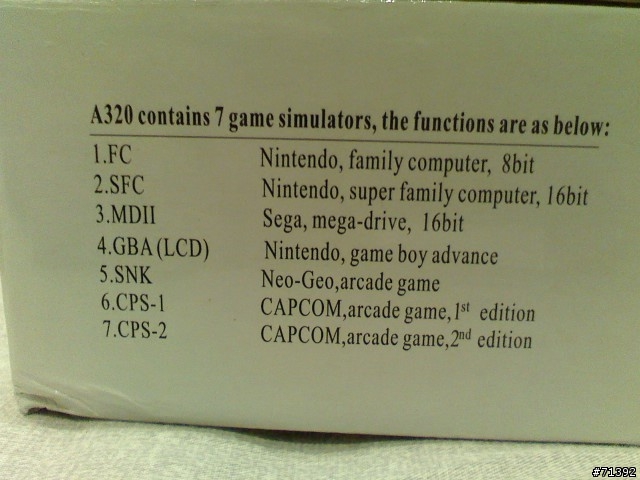 A320 contains 7 game simulators, the functions are as below:
1.FC Nintendo, family computer, 8bit
2.SFC Nintendo, super family computer, 16bit
3.MDII Sega, mega-drive, 16bit
4.GBA(LCD) Nintendo, game boy advance
5.SNK Neo-Geo,arcade game
6.CPS-1 CAPCOM,arcade game,1st edition
7.CPS-2 CAPCOM,arcade game,2nd edition
#71392